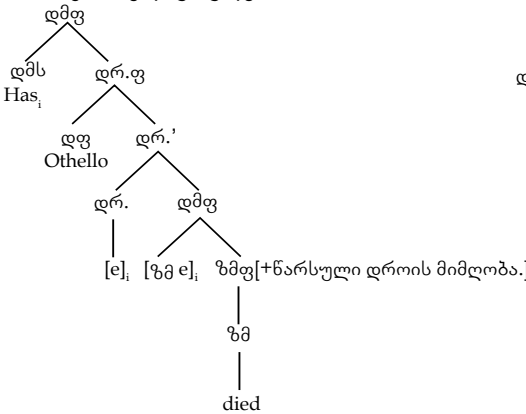 დმფ
დმს დრ.ფ
Hasᵢ
დფ დრ.’
Othello
დრ. დმფ
[e]ᵢ [ზმ e]ᵢ ზმფ[+წარსული დროის მიმღობა.]
ზმ
died